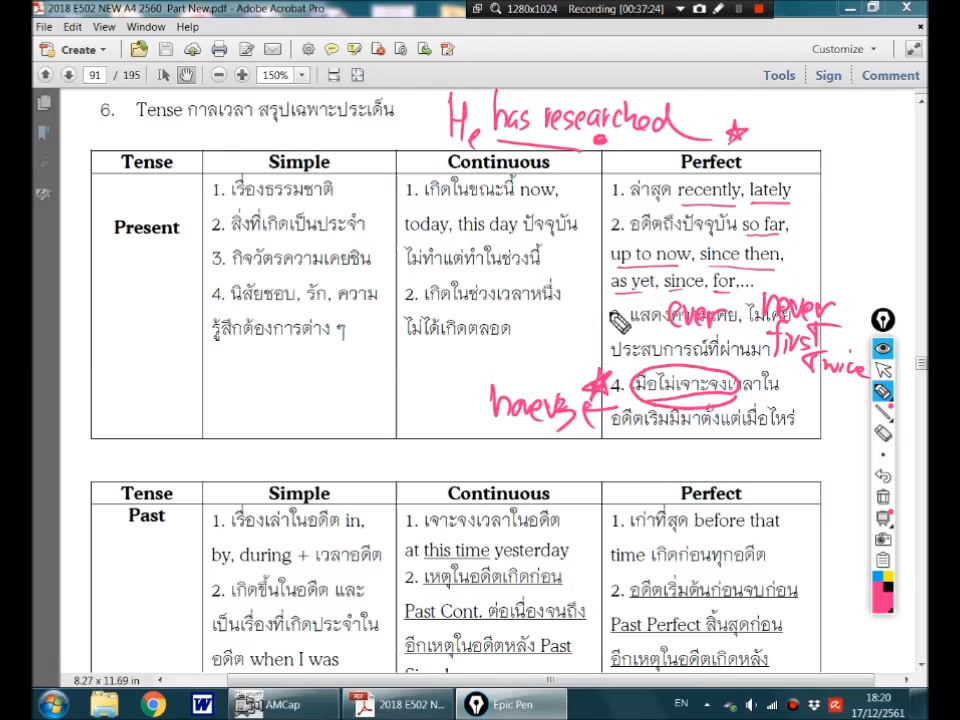 2018 E502 NEW A4 2560 Part New.pdf - Adobe Acrobat Pro
1280x1024 Recording [00:37:24]
File Edit View Window Help
Create Customize
91 / 195 150% Tools Sign Comment
6. Tense กาลเวลา สรุปเฉพาะประเด็น
He has researched
Tense Simple Continuous Perfect
Present
1. เรื่องธรรมชาติ
2. สิ่งที่เกิดเป็นประจำ
3. กิจวัตรความเคยชิน
4. นิสัยชอบ, รัก, ความ
รู้สึกต้องการต่าง ๆ
1. เกิดในขณะนี้ now,
today, this day ปัจจุบัน
ไม่ทำแต่ทำในช่วงนี้
2. เกิดในช่วงเวลาหนึ่ง
ไม่ได้เกิดตลอด
1. ล่าสุด recently, lately
2. อดีตถึงปัจจุบัน so far,
up to now, since then,
as yet, since, for,...
แสดง ไม่เคย
ประสบการณ์ที่ผ่านมา
4. เมื่อไม่เจาะจงเวลาใน
อดีตเริ่มมีมาตั้งแต่เมื่อไหร่
ever never
first
Twice
Tense Simple Continuous Perfect
Past
1. เรื่องเล่าในอดีต in,
by, during + เวลาอดีต
2. เกิดขึ้นในอดีต และ
เป็นเรื่องที่เกิดประจำใน
อดีต when I was
1. เจาะจงเวลาในอดีต
at this time yesterday
2. เหตุในอดีตเกิดก่อน
Past Cont. ต่อเนื่องจนถึง
อีกเหตุในอดีตหลัง Past
1. เก่าที่สุด before that
time เกิดก่อนทุกอดีต
2. อดีตเริ่มต้นก่อนจบก่อน
Past Perfect สิ้นสุดก่อน
อีกเหตุในอดีตเกิดหลัง
8.27 x 11.69 in
AMCap 2018 E502 N... Epic Pen EN 18:20
17/12/2561